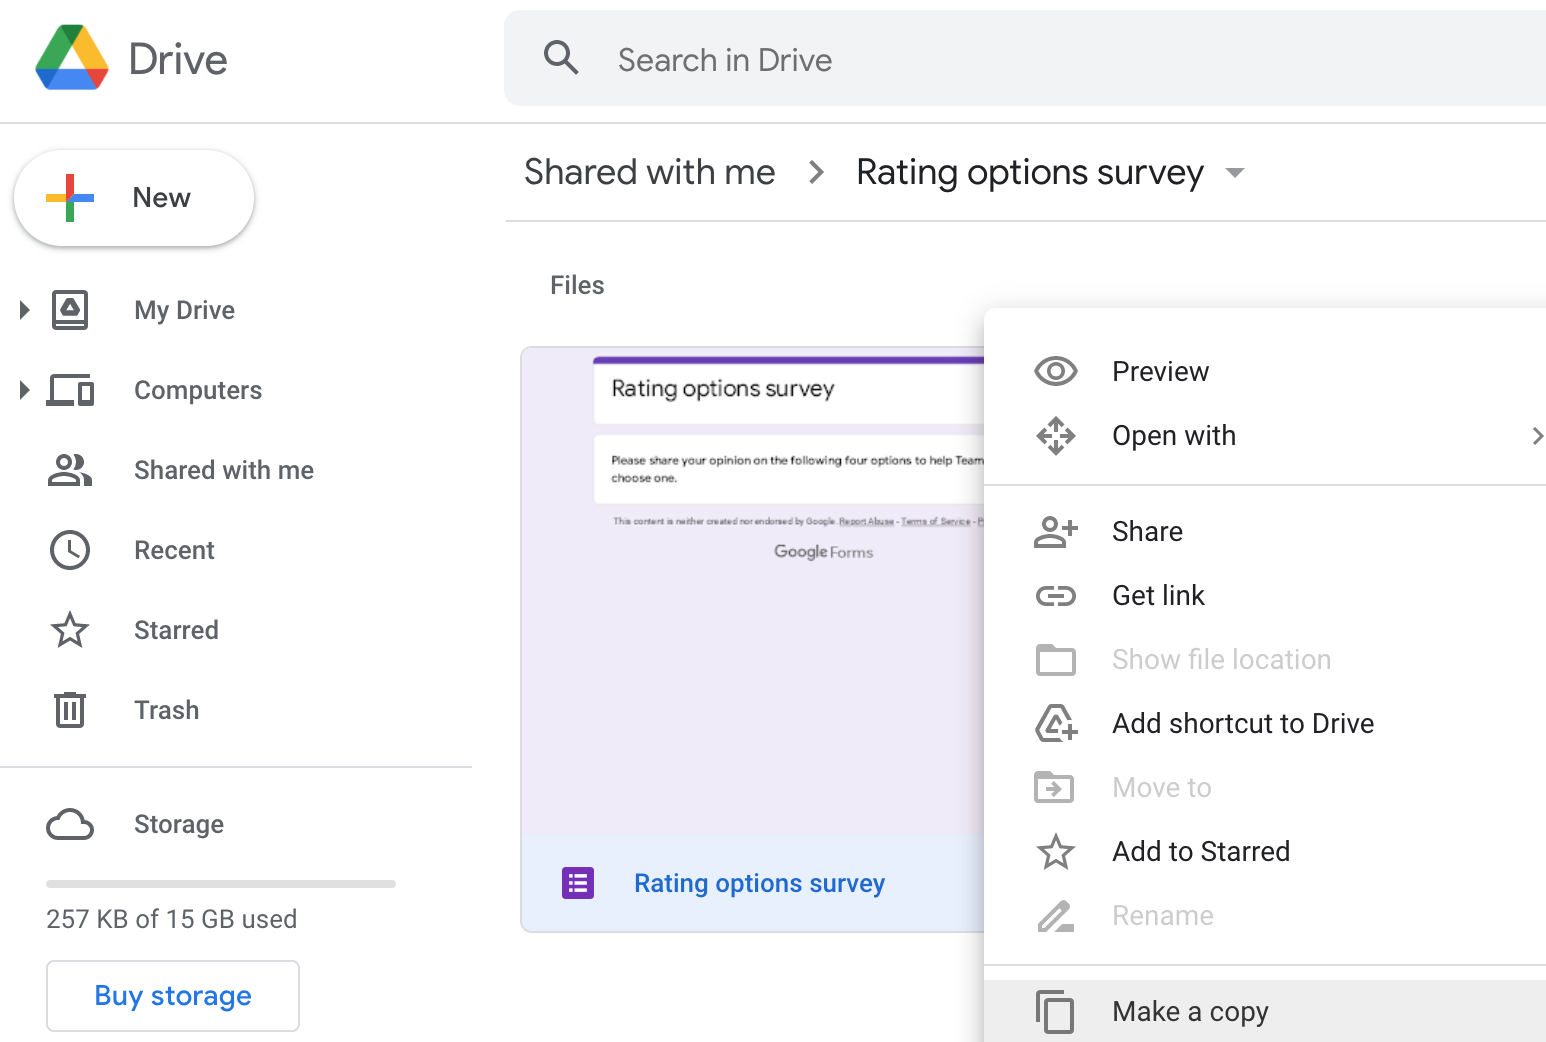 Drive
Search in Drive
New
My Drive
Computers
Shared with me
Recent
Starred
Trash
Storage
257 KB of 15 GB used
Buy storage
Shared with me
Rating options survey
Files
Rating options survey
Please share your opinion on the following four options to help Team
choose one.
This content is neither created nor endorsed by Google. Report Abuse - Terms of Service -
Google Forms
Rating options survey
Preview
Open with
Share
Get link
Show file location
Add shortcut to Drive
Move to
Add to Starred
Rename
Make a copy